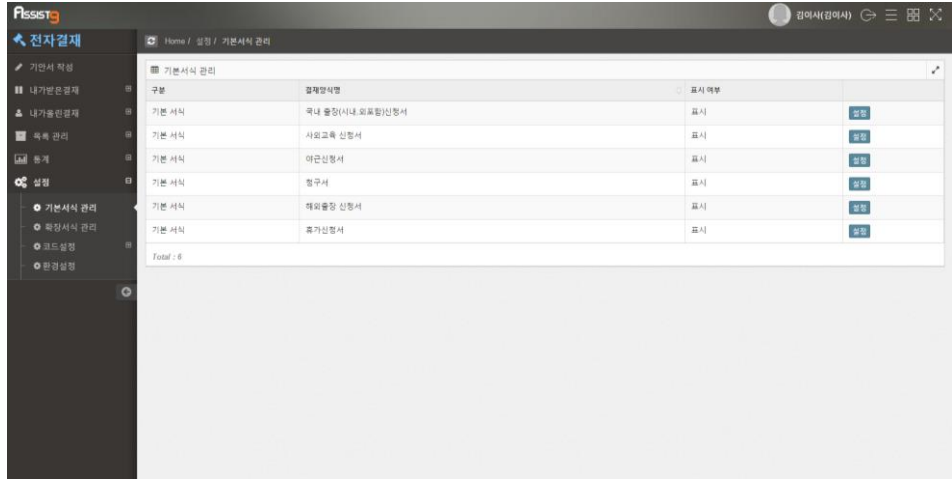 Assist9
김이사(김이사)
전자결재
Home / 설정 / 기본서식 관리
기안서 작성
내가받은결재
내가올린결재
목록 관리
통계
설정
기본서식 관리
확장서식 관리
코드설정
환경설정
기본서식 관리
구분 결재양식명 표시 여부
기본 서식 국내 출장(시내,외포함)신청서 표시 설정
기본 서식 사외교육 신청서 표시 설정
기본 서식 야근신청서 표시 설정
기본 서식 청구서 표시 설정
기본 서식 해외출장 신청서 표시 설정
기본 서식 휴가신청서 표시 설정
Total : 6